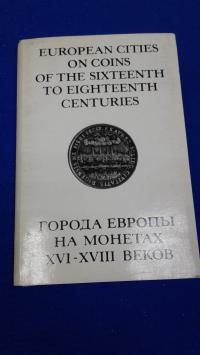 EUROPEAN CITIES
ON COINS
OF THE SIXTEENTH
TO EIGHTEENTH
CENTURIES
ГОРОДА ЕВРОПЫ
НА МОНЕТАХ
XVI-XVIII ВЕКОВ